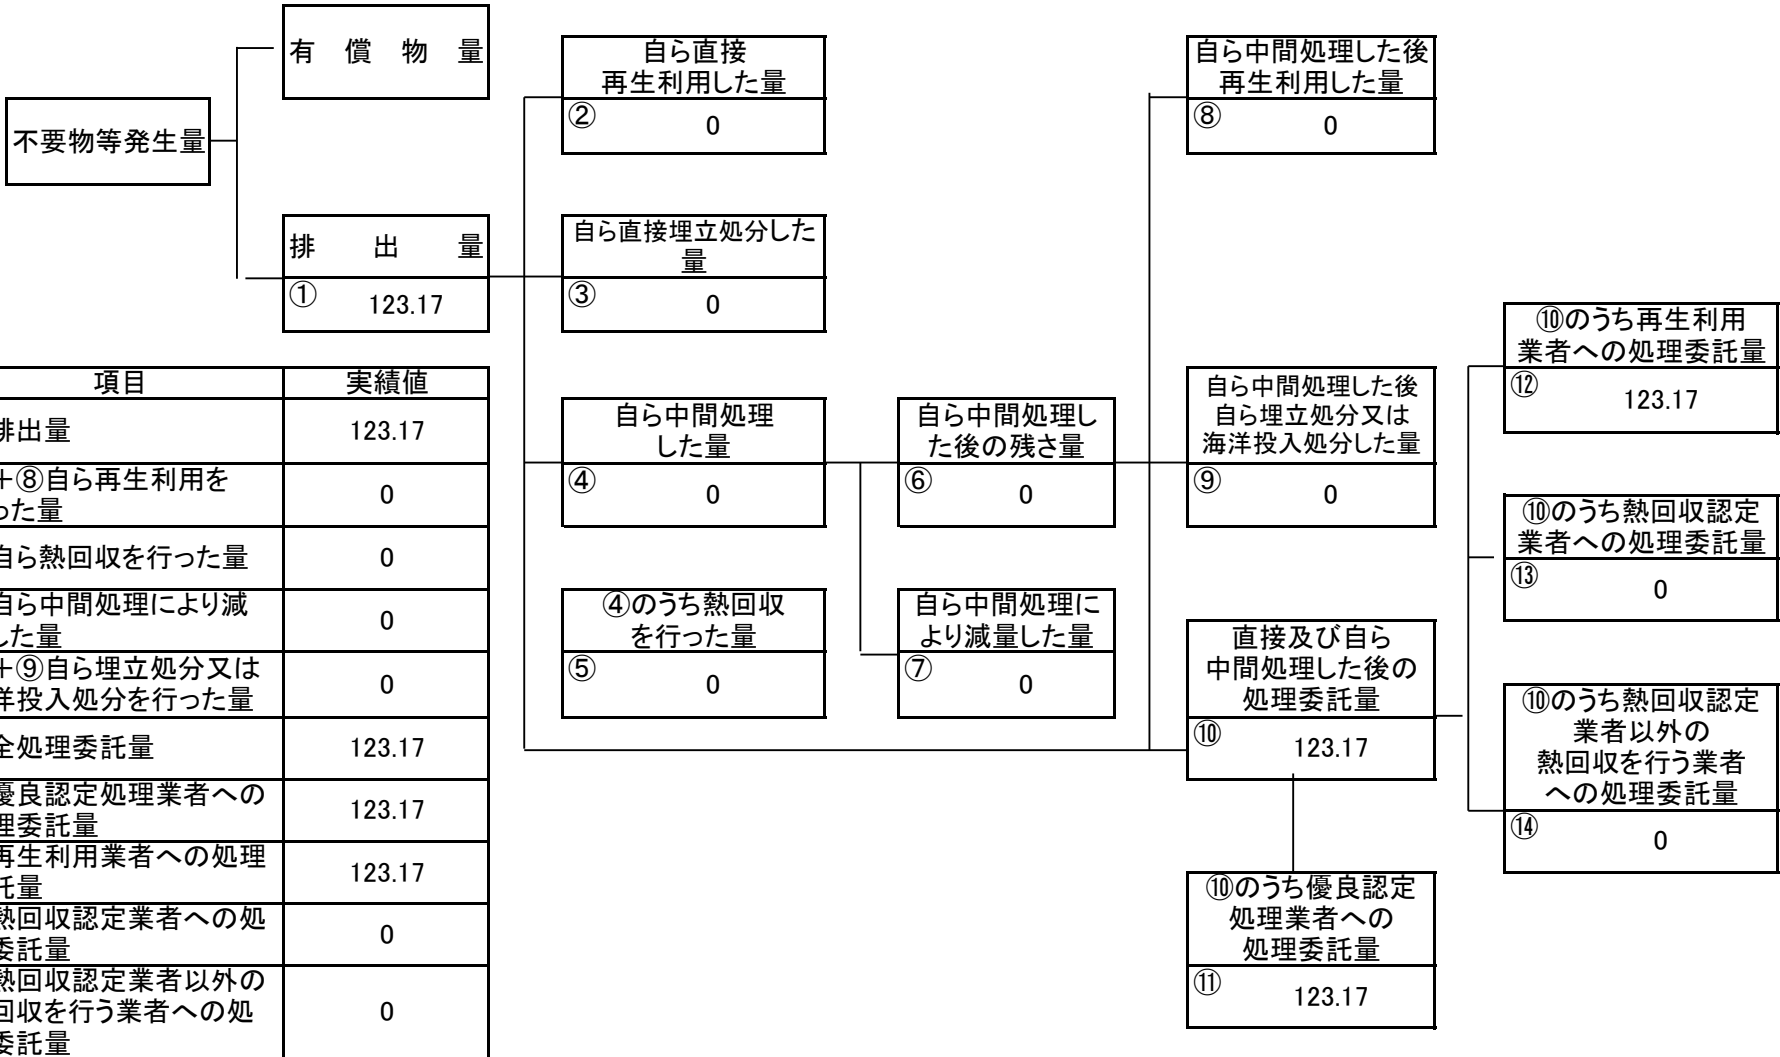 有償物量
不要物等発生量
排出量
① 123.17
自ら直接
再生利用した量
② 0
自ら直接埋立処分した
量
③ 0
自ら中間処理
した量
④ 0
④のうち熱回収
を行った量
⑤ 0
自ら中間処理し
た後の残さ量
⑥ 0
自ら中間処理に
より減量した量
⑦ 0
自ら中間処理した後
再生利用した量
⑧ 0
自ら中間処理した後
自ら埋立処分又は
海洋投入処分した量
⑨ 0
直接及び自ら
中間処理した後の
処理委託量
⑩ 123.17
⑩のうち優良認定
処理業者への
処理委託量
⑪ 123.17
⑩のうち再生利用
業者への処理委託量
⑫ 123.17
⑩のうち熱回収認定
業者への処理委託量
⑬ 0
⑩のうち熱回収認定
業者以外の
熱回収を行う業者
への処理委託量
⑭ 0
項目 実績値
排出量 123.17
+⑧自ら再生利用を
った量 0
自ら熱回収を行った量 0
自ら中間処理により減
した量 0
+⑨自ら埋立処分又は
洋投入処分を行った量 0
全処理委託量 123.17
優良認定処理業者への
理委託量 123.17
再生利用業者への処理
託量 123.17
熱回収認定業者への処
委託量 0
熱回収認定業者以外の
回収を行う業者への処
委託量 0